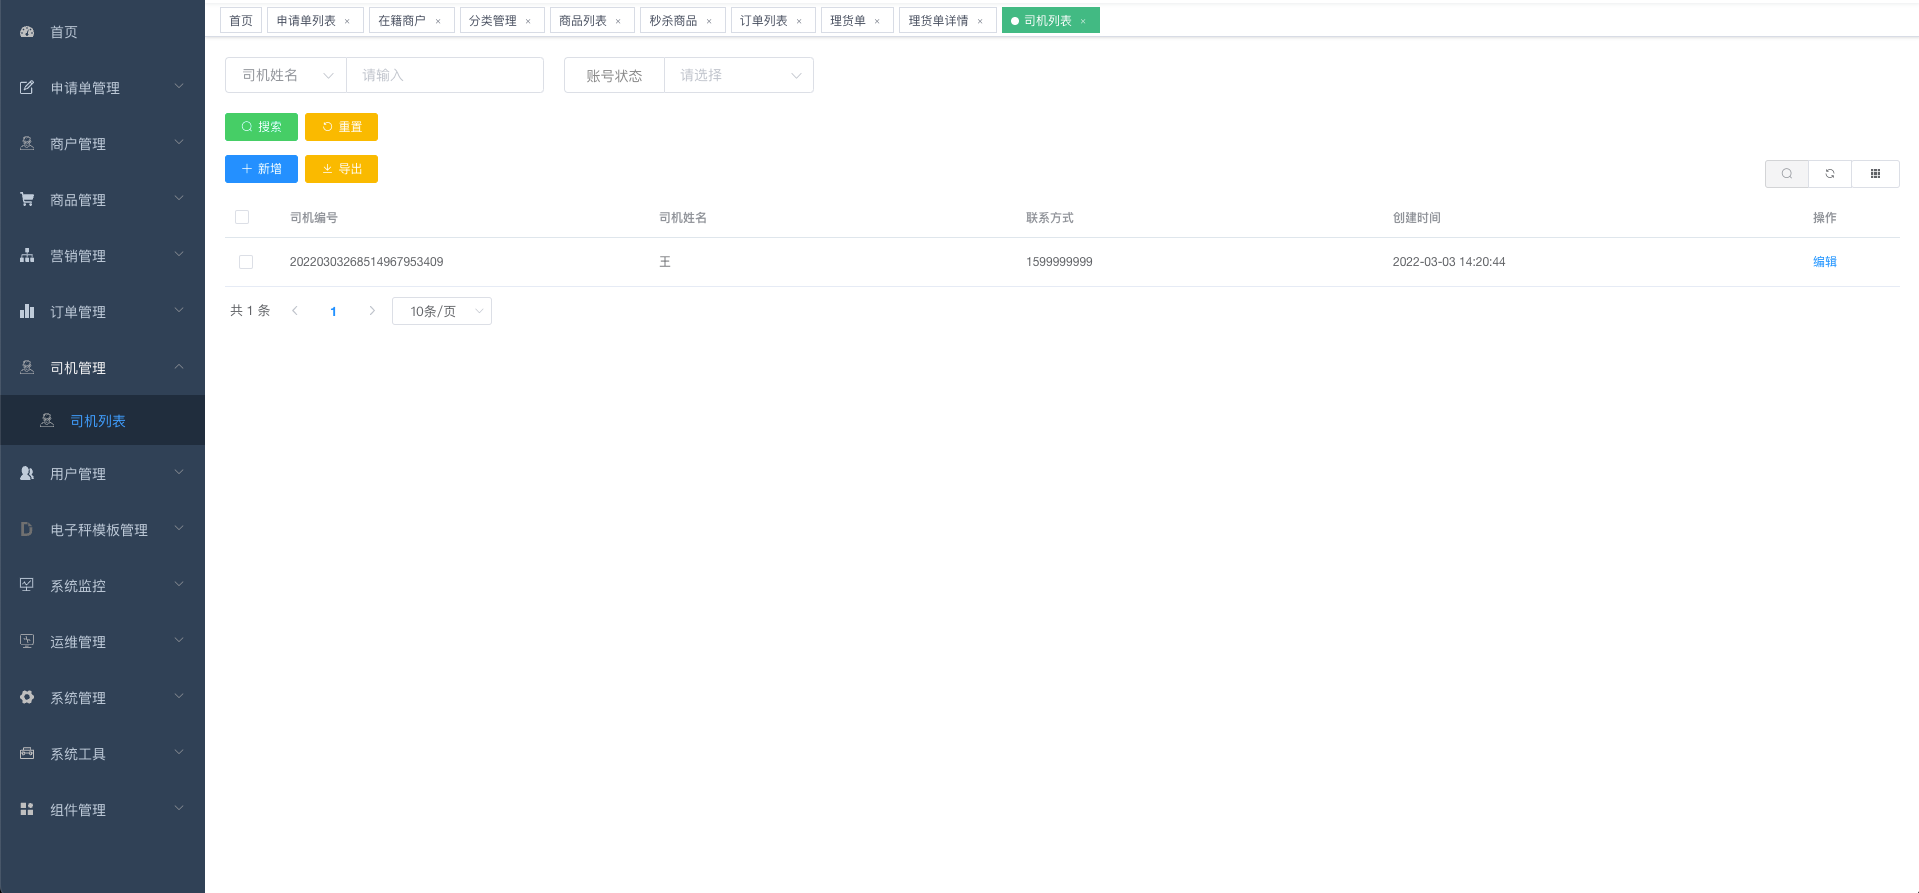 首页
申请单管理
商户管理
商品管理
营销管理
订单管理
司机管理
司机列表
用户管理
电子秤模板管理
系统监控
运维管理
系统管理
系统工具
组件管理
首页 申请单列表 × 在籍商户 × 分类管理 × 商品列表 × 秒杀商品 × 订单列表 × 理货单 × 理货单详情 × 司机列表 ×
司机姓名 请输入 账号状态 请选择
搜索 重置
新增 导出
司机编号 司机姓名 联系方式 创建时间 操作
20220303268514967953409 王 1599999999 2022-03-03 14:20:44 编辑
共 1 条 1 10条/页